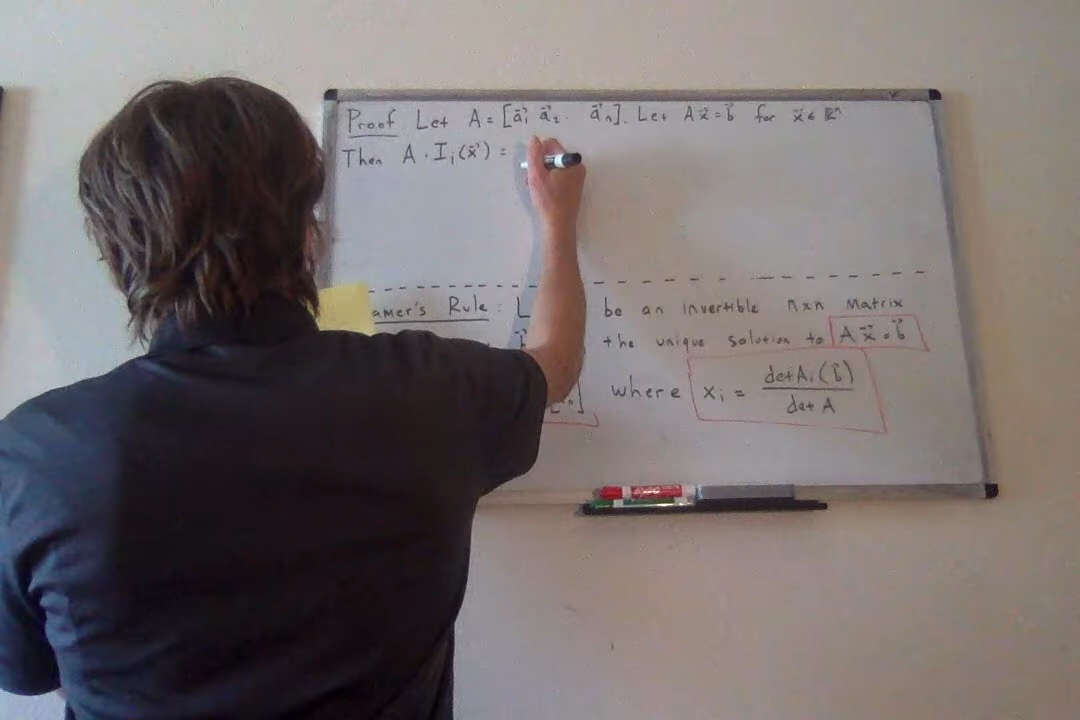 Proof Let A = [a⃗₁ a⃗₂ · a⃗ₙ]. Let Ax⃗ = b⃗ for x⃗ ∈ ℝⁿ
Then A · Iᵢ(x⃗) =
amer's Rule : L be an invertible n×n matrix
the unique solution to Ax⃗ = b⃗
where xᵢ = det Aᵢ(b⃗) / det A